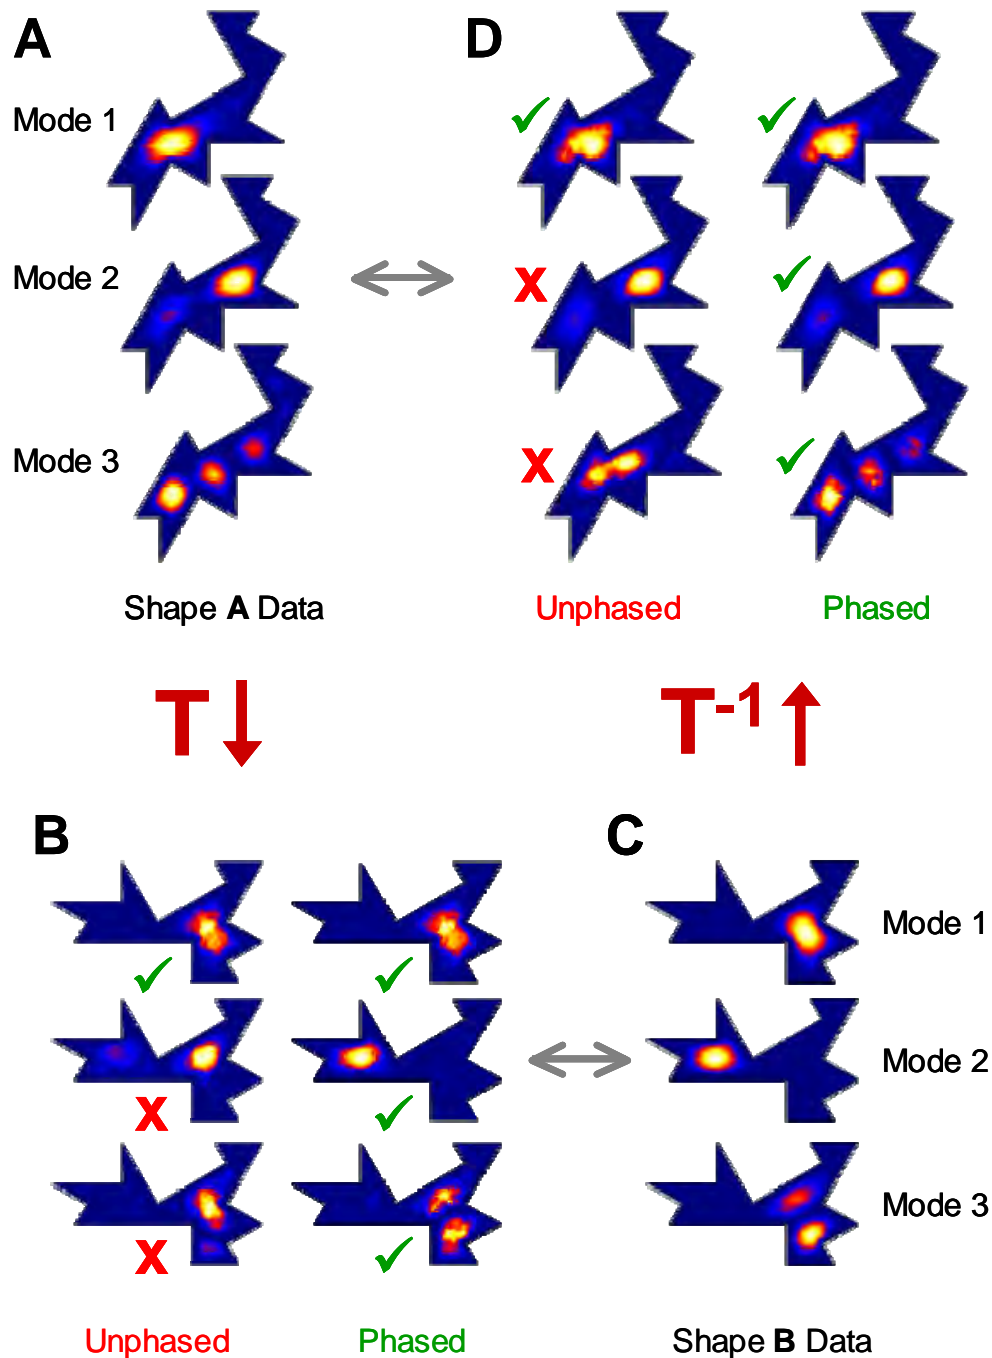 A
D
Mode 1
Mode 2
X
Mode 3
X
Shape A Data
Unphased
Phased
T
T-1
B
C
Mode 1
Mode 2
X
Mode 3
X
Unphased
Phased
Shape B Data